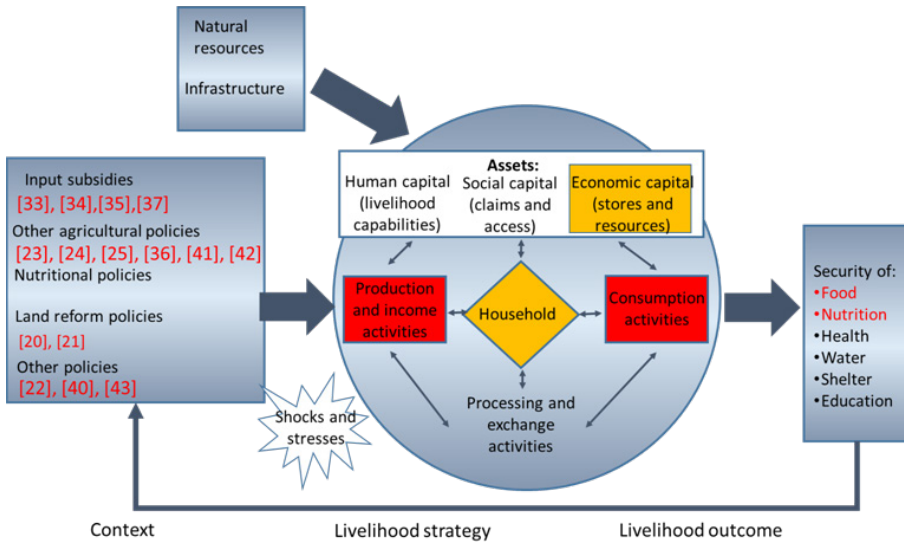 Natural
resources
Infrastructure
Input subsidies
[33], [34],[35],[37]
Other agricultural policies
[23], [24], [25], [36], [41], [42]
Nutritional policies
Land reform policies
[20], [21]
Other policies
[22], [40], [43]
Shocks and
stresses
Assets:
Human capital
(livelihood
capabilities)
Social capital
(claims and
access)
Economic capital
(stores and
resources)
Production
and income
activities
Household
Consumption
activities
Processing and
exchange
activities
Security of:
•Food
•Nutrition
•Health
•Water
•Shelter
•Education
Context
Livelihood strategy
Livelihood outcome